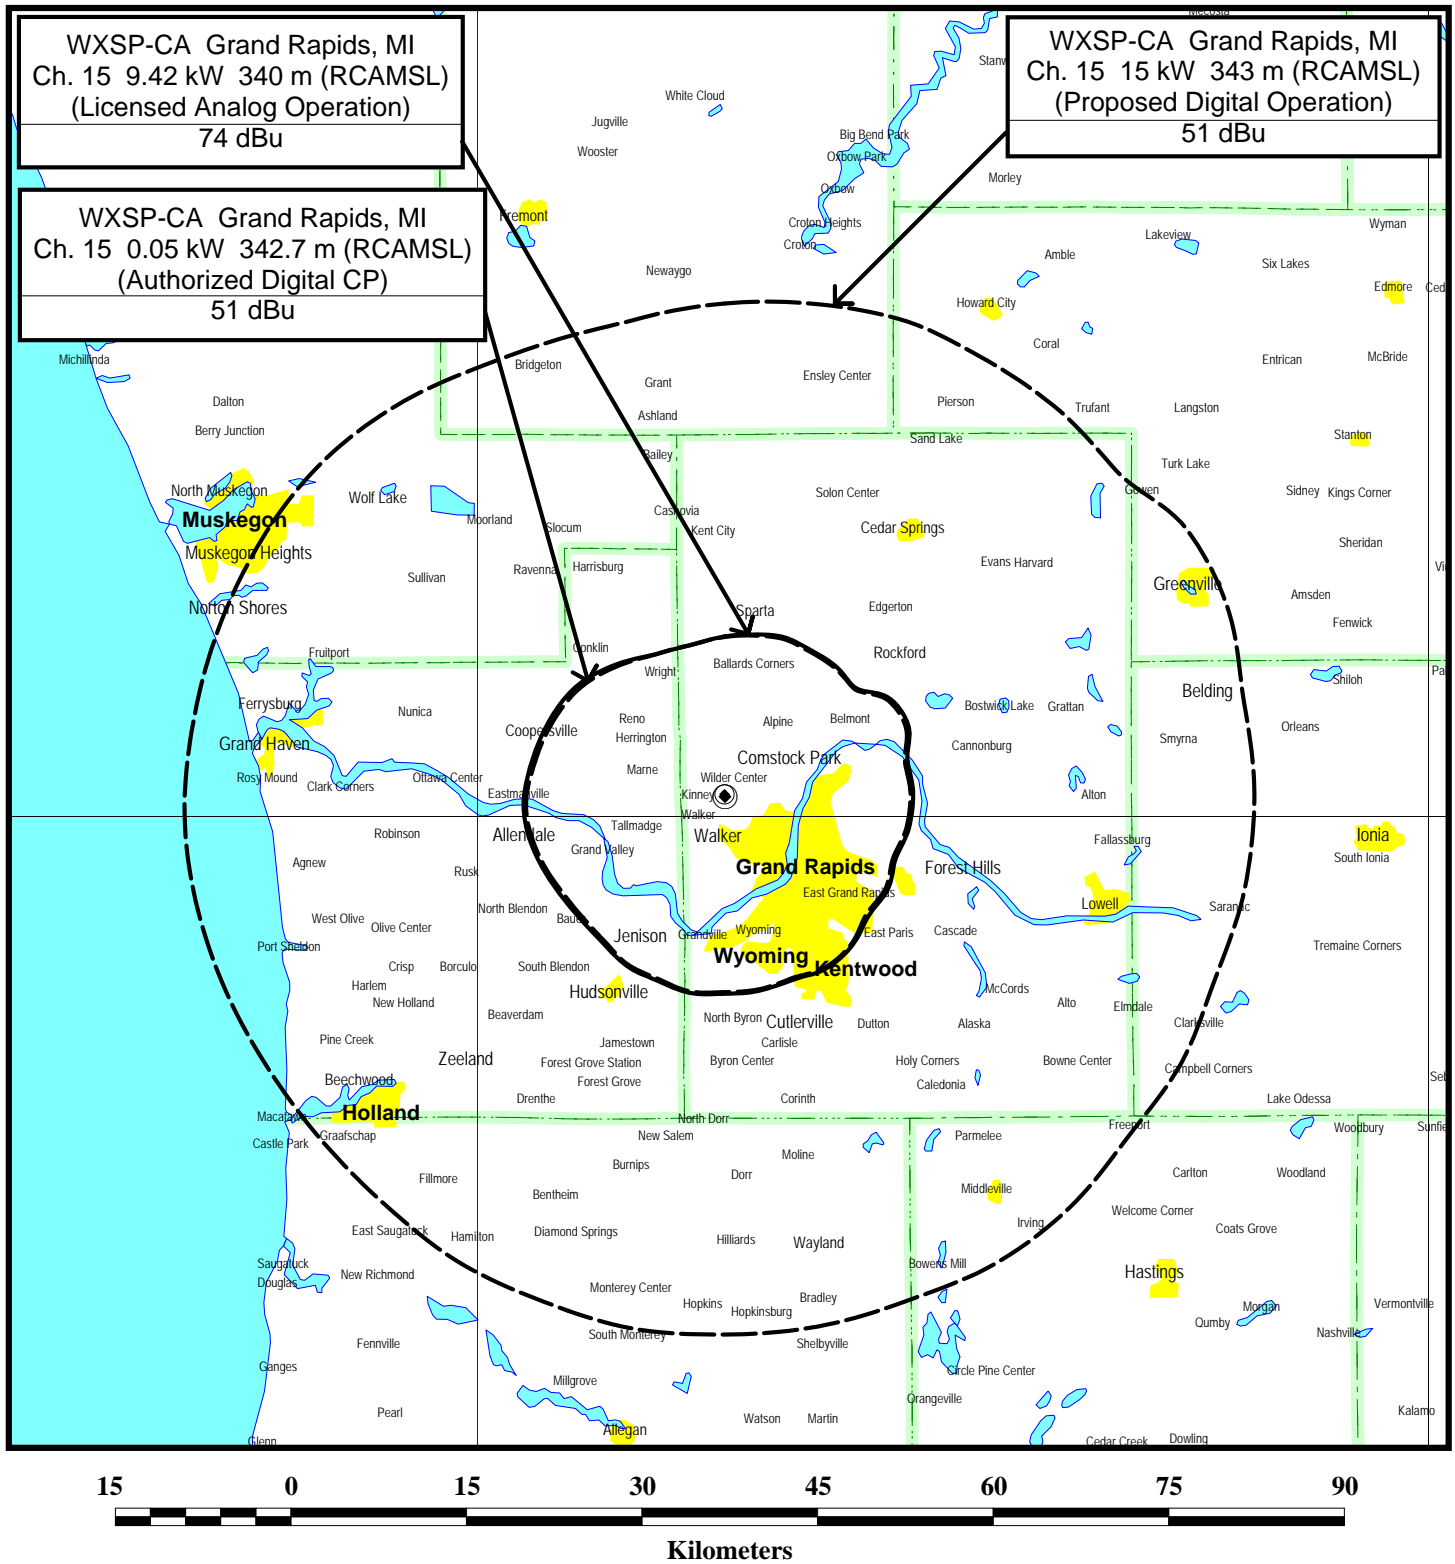 WXSP-CA Grand Rapids, MI
Ch. 15 9.42 kW 340 m (RCAMSL)
(Licensed Analog Operation)
74 dBu
WXSP-CA Grand Rapids, MI
Ch. 15 15 kW 343 m (RCAMSL)
(Proposed Digital Operation)
51 dBu
WXSP-CA Grand Rapids, MI
Ch. 15 0.05 kW 342.7 m (RCAMSL)
(Authorized Digital CP)
51 dBu
White Cloud
Jugville
Wooster
Big Bend Park
Oxbow Park
Oxbow
Morley
Fremont
Croton Heights
Croton
Newaygo
Lakeview
Wyman
Amble
Six Lakes
Edmore
Howard City
Coral
Entrican
McBride
Michillinda
Bridgeton
Grant
Ensley Center
Dalton
Ashland
Pierson
Trufant
Langston
Berry Junction
Sand Lake
Stanton
Bailey
Turk Lake
North Muskegon
Wolf Lake
Solon Center
Gowen
Sidney
Kings Corner
Muskegon
Moorland
Slocum
Casnovia
Kent City
Cedar Springs
Muskegon Heights
Sheridan
Sullivan
Ravenna
Harrisburg
Evans
Harvard
Greenville
Amsden
Norton Shores
Sparta
Edgerton
Fenwick
Fruitport
Conklin
Wright
Ballards Corners
Rockford
Shiloh
Ferrysburg
Nunica
Coopersville
Reno
Herrington
Alpine
Belmont
Bostwick Lake
Grattan
Belding
Orleans
Grand Haven
Comstock Park
Cannonburg
Smyrna
Rosy Mound
Clark Corners
Ottawa Center
Marne
Wilder Center
Eastmanville
Kinney
Walker
Alton
Robinson
Allendale
Tallmadge
Walker
Fallassburg
Ionia
South Ionia
Agnew
Rusk
Grand Valley
Grand Rapids
East Grand Rapids
Forest Hills
Lowell
Saranac
West Olive
Olive Center
North Blendon
Bauer
Jenison
Grandville
Wyoming
East Paris
Cascade
Port Sheldon
Tremaine Corners
Crisp
Borculo
South Blendon
Wyoming
Kentwood
Harlem
New Holland
Hudsonville
McCords
Alto
Elmdale
Beaverdam
North Byron
Cutlerville
Dutton
Alaska
Clarksville
Pine Creek
Zeeland
Jamestown
Carlisle
Forest Grove Station
Byron Center
Holy Corners
Bowne Center
Campbell Corners
Beechwood
Forest Grove
Caledonia
Drenthe
Corinth
Lake Odessa
Macatawa
Holland
North Dorr
Freeport
Woodbury
Castle Park
Graafschap
New Salem
Parmelee
Burnips
Dorr
Moline
Carlton
Woodland
Fillmore
Bentheim
Middleville
Welcome Corner
East Saugatuck
Hamilton
Diamond Springs
Hilliards
Wayland
Irving
Coats Grove
Saugatuck
Douglas
New Richmond
Bowens Mill
Hastings
Monterey Center
Hopkins
Hopkinsburg
Bradley
Morgan
Vermontville
Qumby
Nashville
Fennville
South Monterey
Shelbyville
Ganges
Millgrove
Circle Pine Center
Orangeville
Pearl
Watson
Martin
Kalamo
Glenn
Allegan
Cedar Creek
Dowling
15 0 15 30 45 60 75 90
Kilometers